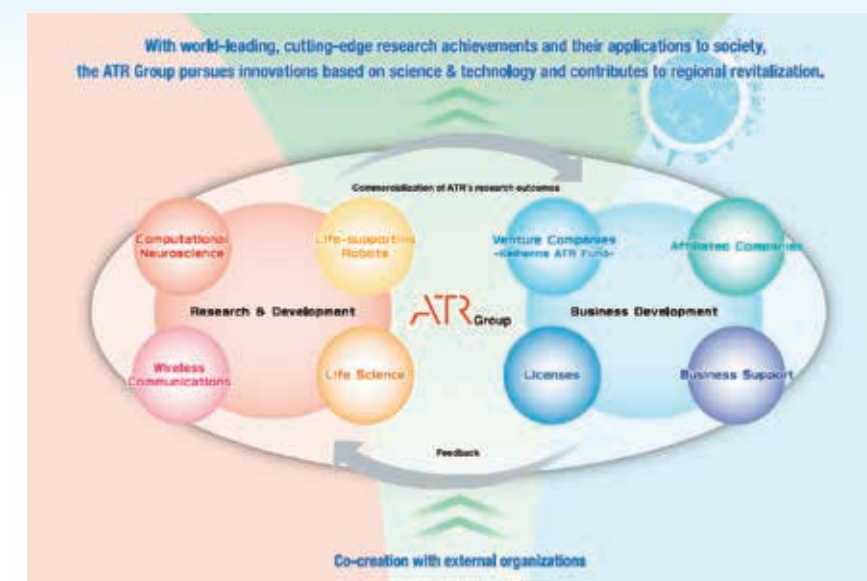 With world-leading, cutting-edge research achievements and their applications to society,
the ATR Group pursues innovations based on science & technology and contributes to regional revitalization.
Commercialization of ATR's research outcomes
Computational
Neuroscience
Life-supporting
Robots
Venture Companies
-Keihanna ATR Fund-
Affiliated Companies
Research & Development
ATR Group
Business Development
Wireless
Communications
Life Science
Licenses
Business Support
Feedback
Co-creation with external organizations